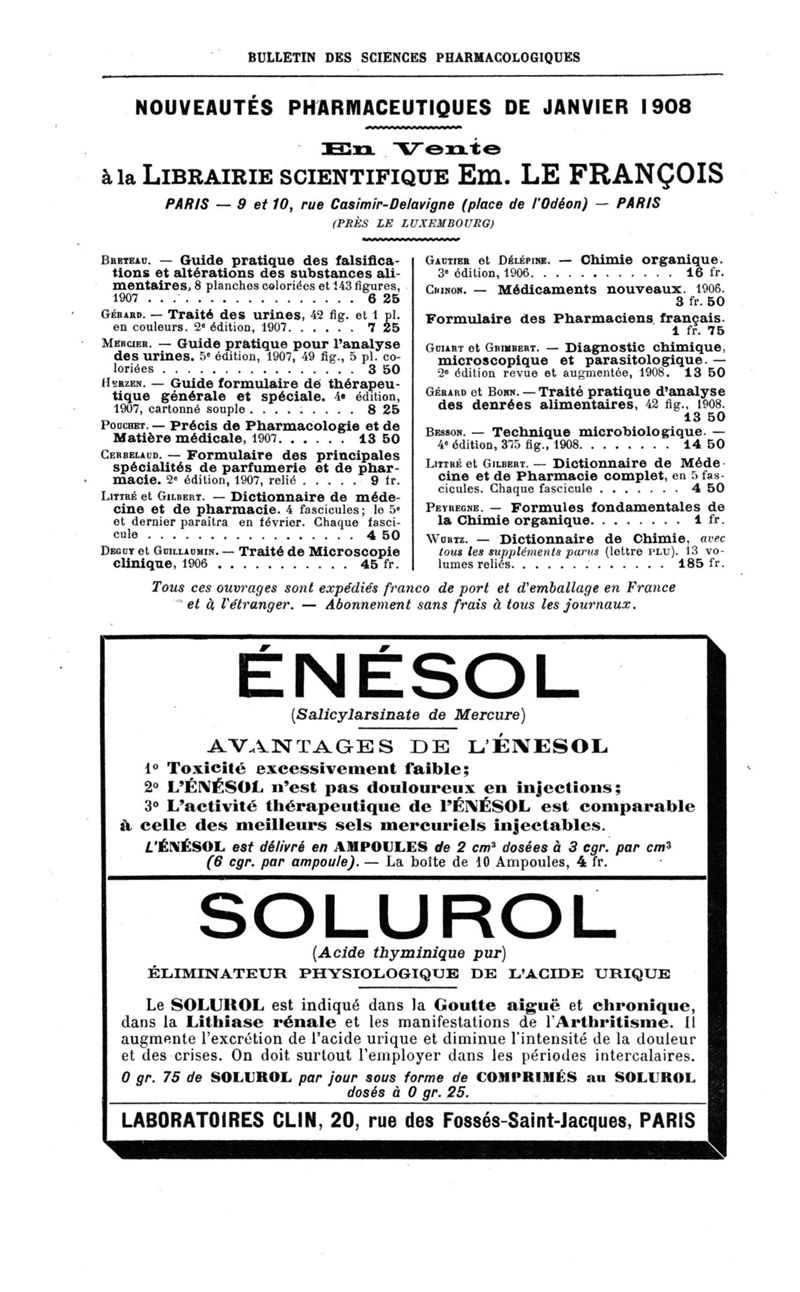 BULLETIN DES SCIENCES PHARMACOLOGIQUES
NOUVEAUTÉS PHARMACEUTIQUES DE JANVIER 1908
En Vente
à la LIBRAIRIE SCIENTIFIQUE Em. LE FRANÇOIS
PARIS — 9 et 10, rue Casimir-Delavigne (place de l'Odéon) — PARIS
(PRÈS LE LUXEMBOURG)
BRETEAU. — Guide pratique des falsifica-
tions et altérations des substances ali-
mentaires, 8 planches coloriées et 143 figures,
1907 . . . . . . . . . . . . . . . . . 6 25
GÉRARD. — Traité des urines, 42 fig. et 1 pl.
en couleurs. 2e édition, 1907. . . . . . 7 25
MERCIER. — Guide pratique pour l'analyse
des urines. 5e édition, 1907, 49 fig., 5 pl. co-
loriées . . . . . . . . . . . . . . . . 3 50
HERZEN. — Guide formulaire de thérapeu-
tique générale et spéciale. 4e édition,
1907, cartonné souple . . . . . . . . . 8 25
POUCHET. — Précis de Pharmacologie et de
Matière médicale, 1907. . . . . . 13 50
CERBELAUD. — Formulaire des principales
spécialités de parfumerie et de phar-
macie. 2e édition, 1907, relié . . . . . 9 fr.
LITTRÉ et GILBERT. — Dictionnaire de méde-
cine et de pharmacie. 4 fascicules; le 5e
et dernier paraîtra en février. Chaque fasci-
cule . . . . . . . . . . . . . . . . . 4 50
DEGUY et GUILLAUMIN. — Traité de Microscopie
clinique, 1906 . . . . . . . . . . . 45 fr.
GAUTIER et DÉLÉPINE. — Chimie organique.
3e édition, 1906. . . . . . . . . . . . 16 fr.
CRINON. — Médicaments nouveaux. 1906.
3 fr. 50
Formulaire des Pharmaciens français.
1 fr. 75
GUIART et GRIMBERT. — Diagnostic chimique,
microscopique et parasitologique. —
2e édition revue et augmentée, 1908. 13 50
GÉRARD et BONN. — Traité pratique d'analyse
des denrées alimentaires, 42 fig., 1908.
13 50
BESSON. — Technique microbiologique. —
4e édition, 375 fig., 1908. . . . . . . . 14 50
LITTRÉ et GILBERT. — Dictionnaire de Méde-
cine et de Pharmacie complet, en 5 fas-
cicules. Chaque fascicule . . . . . . . 4 50
PEYREGNE. — Formules fondamentales de
la Chimie organique. . . . . . . . 1 fr.
WURTZ. — Dictionnaire de Chimie, avec
tous les suppléments parus (lettre PLU). 13 vo-
lumes reliés. . . . . . . . . . . . . 185 fr.
Tous ces ouvrages sont expédiés franco de port et d'emballage en France
et à l'étranger. — Abonnement sans frais à tous les journaux.
ÉNÉSOL
(Salicylarsinate de Mercure)
AVANTAGES DE L'ÉNESOL
1° Toxicité excessivement faible;
2° L'ÉNÉSOL n'est pas douloureux en injections;
3° L'activité thérapeutique de l'ÉNÉSOL est comparable
à celle des meilleurs sels mercuriels injectables.
L'ÉNÉSOL est délivré en AMPOULES de 2 cm³ dosées à 3 cgr. par cm³
(6 cgr. par ampoule). — La boîte de 10 Ampoules, 4 fr.
SOLUROL
(Acide thyminique pur)
ÉLIMINATEUR PHYSIOLOGIQUE DE L'ACIDE URIQUE
Le SOLUROL est indiqué dans la Goutte aiguë et chronique,
dans la Lithiase rénale et les manifestations de l'Arthritisme. Il
augmente l'excrétion de l'acide urique et diminue l'intensité de la douleur
et des crises. On doit surtout l'employer dans les périodes intercalaires.
0 gr. 75 de SOLUROL par jour sous forme de COMPRIMÉS au SOLUROL
dosés à 0 gr. 25.
LABORATOIRES CLIN, 20, rue des Fossés-Saint-Jacques, PARIS